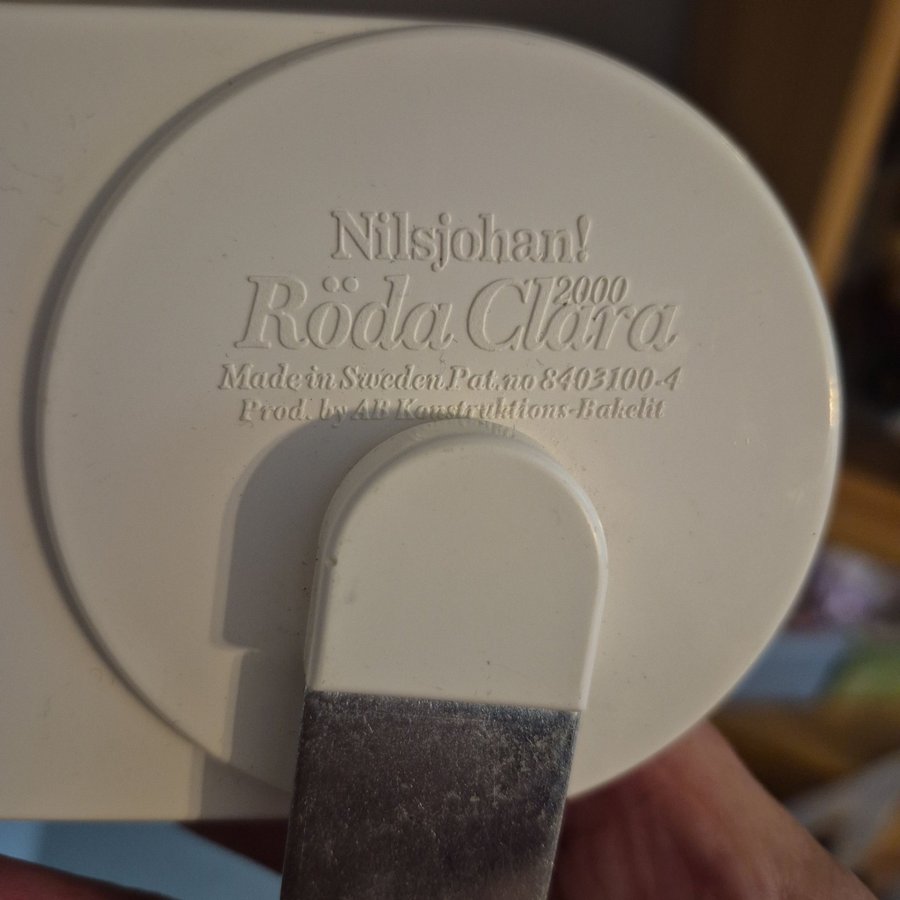 Nilsjohan!
Röda Clara 2000
Made in Sweden Pat.no 8403100-4
Prod. by AB Konstruktions-Bakelit